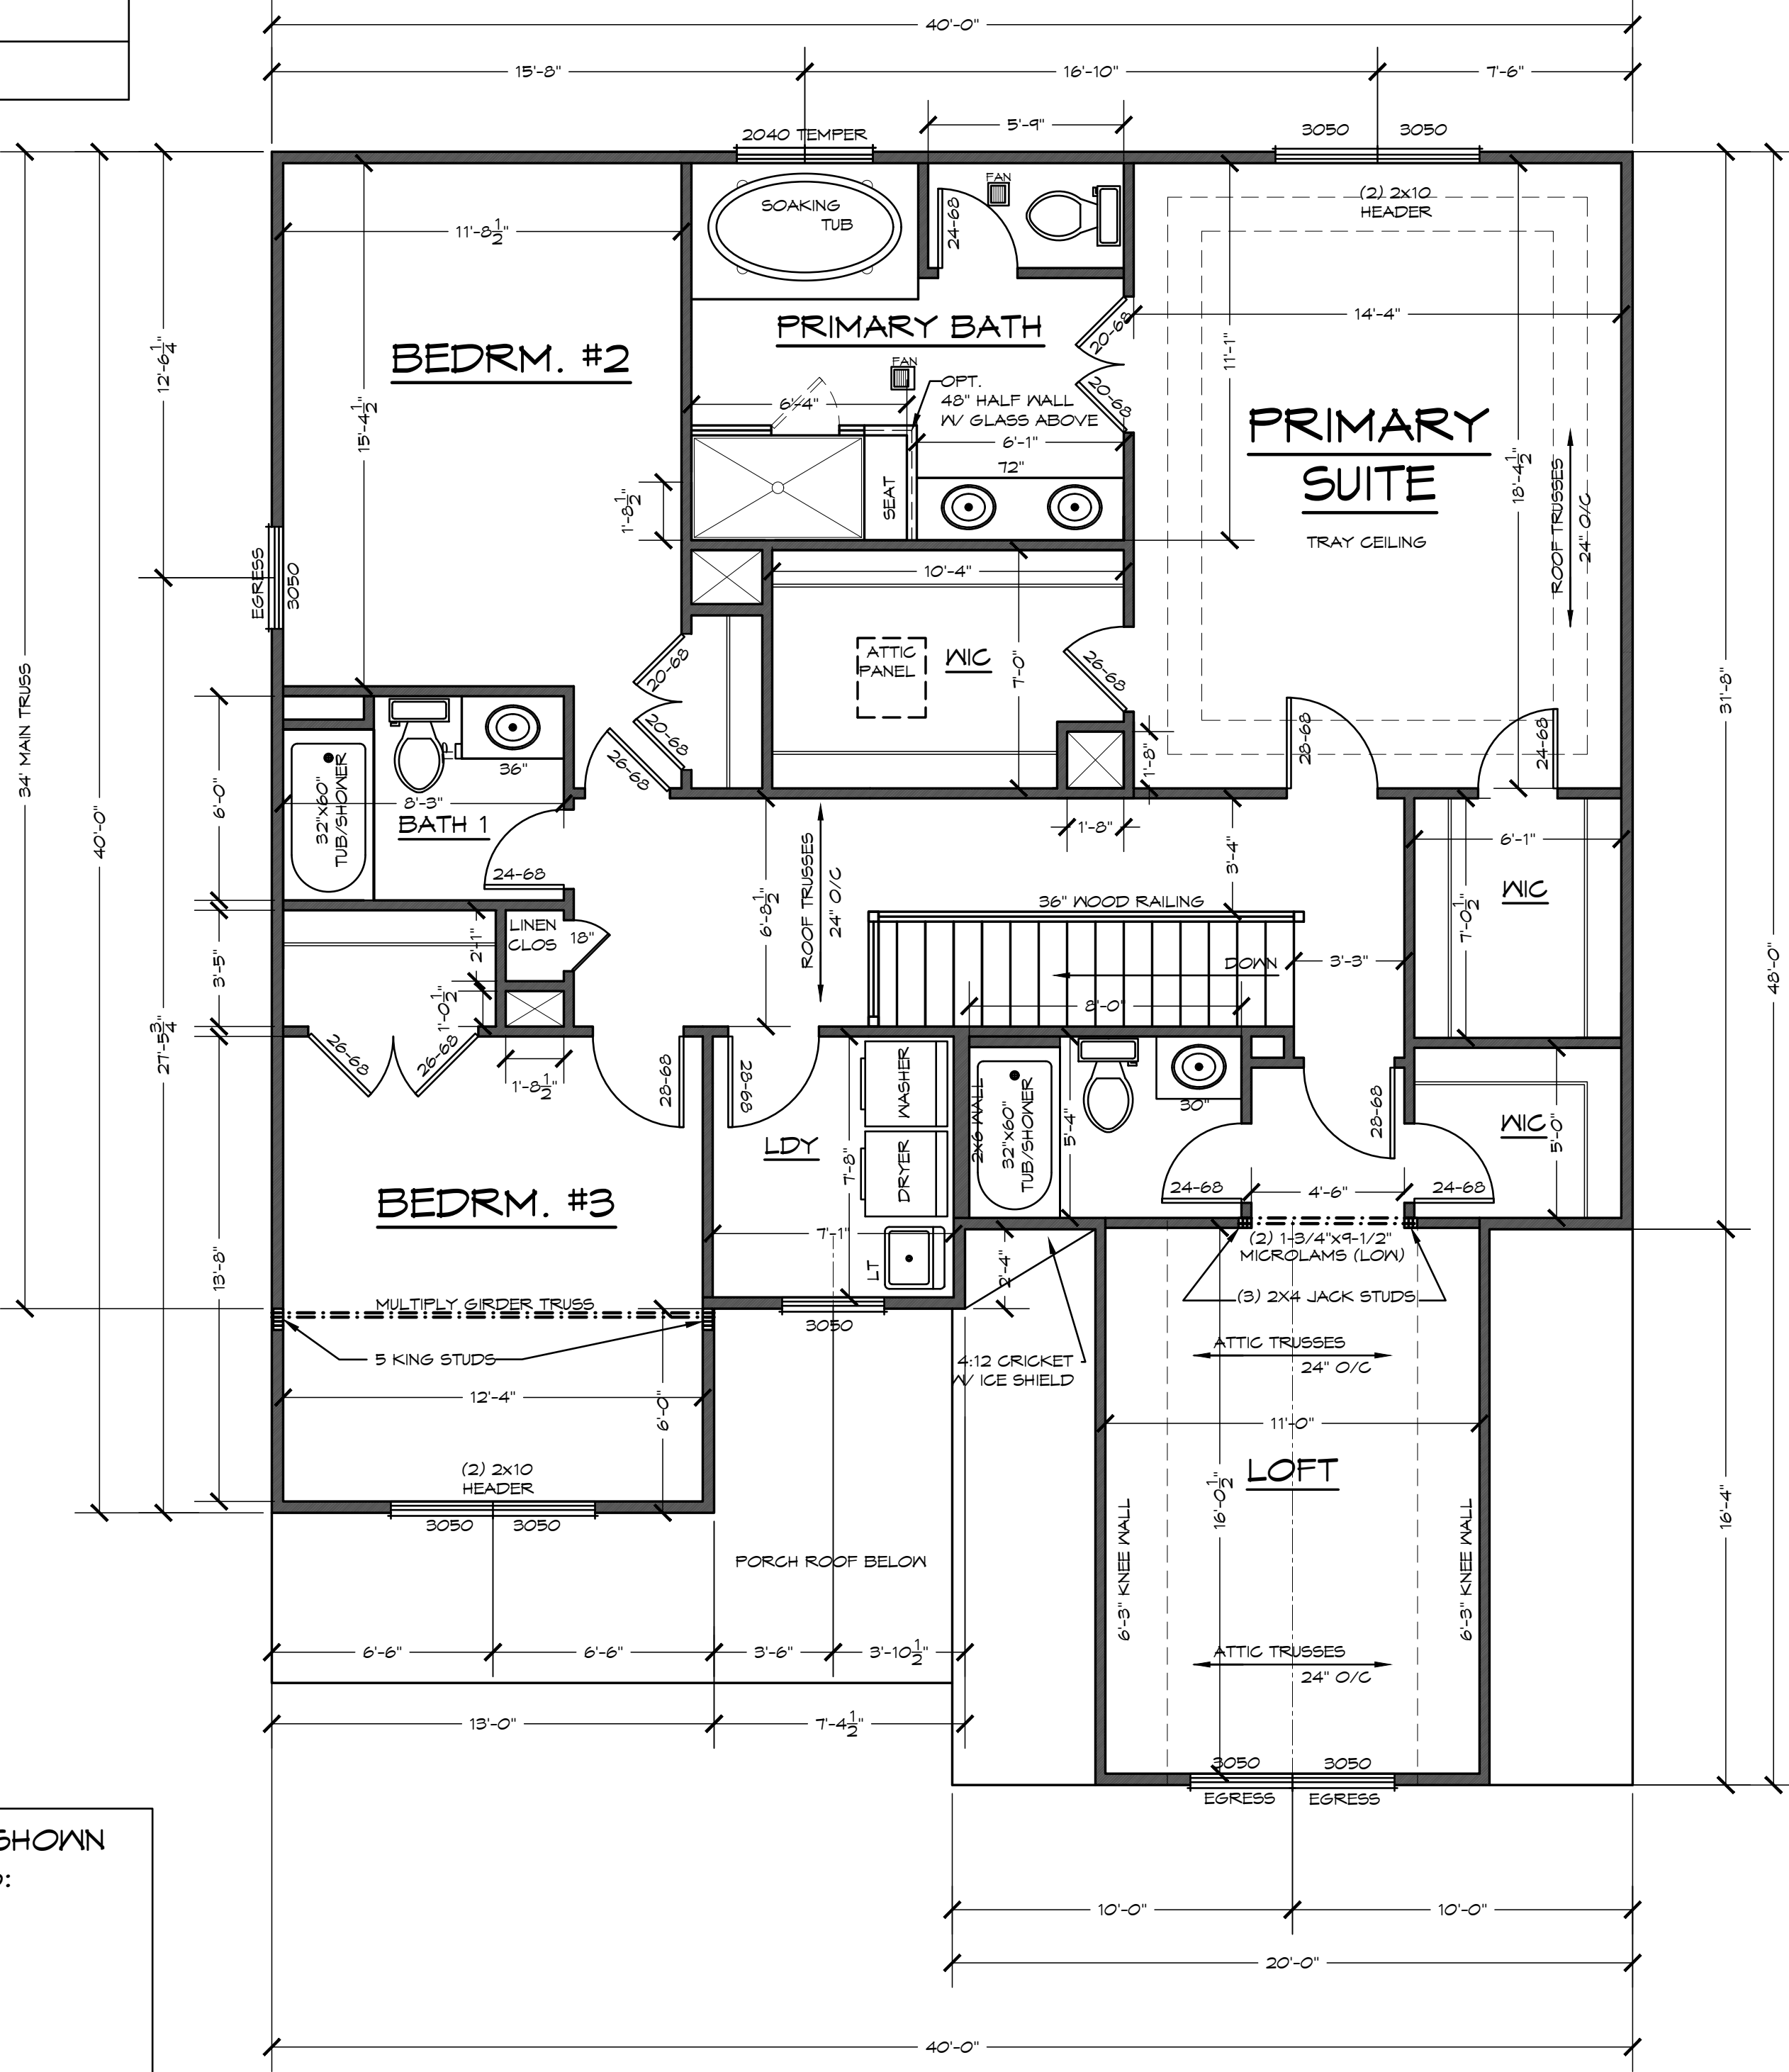 40'-0"
15'-8"
16'-10"
7'-6"
5'-9"
2040 TEMPER
3050
3050
FAN
24-68
SOAKING
TUB
(2) 2x10
HEADER
11'-8 1/2"
14'-4"
PRIMARY BATH
20-68
20-68
11'-1"
12'-6 1/4"
BEDRM. #2
15'-4 1/2"
FAN
OPT.
48" HALF WALL
W/ GLASS ABOVE
6'-4"
6'-1"
72"
SEAT
1'-8 1/2"
PRIMARY
SUITE
TRAY CEILING
18'-4 1/2"
ROOF TRUSSES
24" O/C
EGRESS
3050
10'-4"
ATTIC
PANEL
WIC
7'-0"
26-68
20-68
20-68
26-68
34' MAIN TRUSS
40'-0"
31'-8"
48'-0"
6'-0"
32"x60"
TUB/SHOWER
36"
8'-3"
BATH 1
24-68
1'-8"
1'-8"
28-68
24-68
6'-1"
WIC
7'-0 1/2"
3'-4"
6'-8 1/2"
ROOF TRUSSES
24" O/C
36" WOOD RAILING
DOWN
3'-3"
8'-0"
3'-5"
2'-1"
LINEN
CLOS
18"
1'-0 1/2"
27'-5 3/4"
26-68
26-68
1'-8 1/2"
28-68
28-68
WASHER
DRYER
LDY
7'-8"
7'-1"
LT
2x6 WALL
32"x60"
TUB/SHOWER
5'-4"
30"
28-68
WIC
5'-0"
24-68
4'-6"
24-68
BEDRM. #3
13'-8"
2'-4"
(2) 1-3/4"x9-1/2"
MICROLAMS (LOW)
(3) 2X4 JACK STUDS
MULTIPLY GIRDER TRUSS
5 KING STUDS
3050
4:12 CRICKET
W/ ICE SHIELD
ATTIC TRUSSES
24" O/C
12'-4"
6'-0"
11'-0"
LOFT
16'-0 1/2"
6'-3" KNEE WALL
6'-3" KNEE WALL
16'-4"
(2) 2x10
HEADER
3050
3050
PORCH ROOF BELOW
6'-6"
6'-6"
3'-6"
3'-10 1/2"
ATTIC TRUSSES
24" O/C
13'-0"
7'-4 1/2"
3050
3050
EGRESS
EGRESS
SHOWN
10'-0"
10'-0"
20'-0"
40'-0"